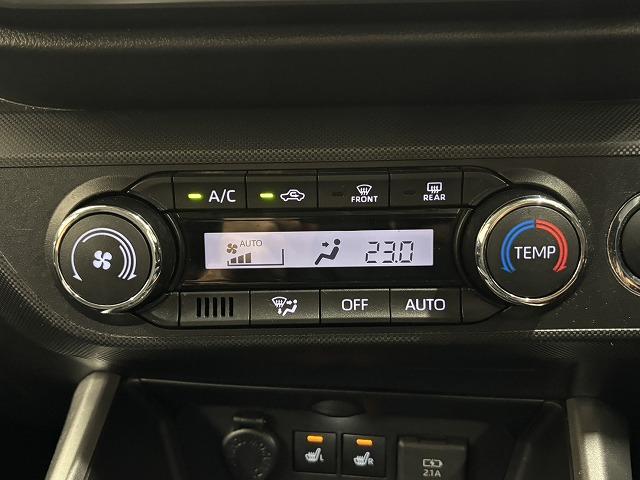 A/C
FRONT
REAR
AUTO
23.0
TEMP
OFF
AUTO
L
R
2.1A